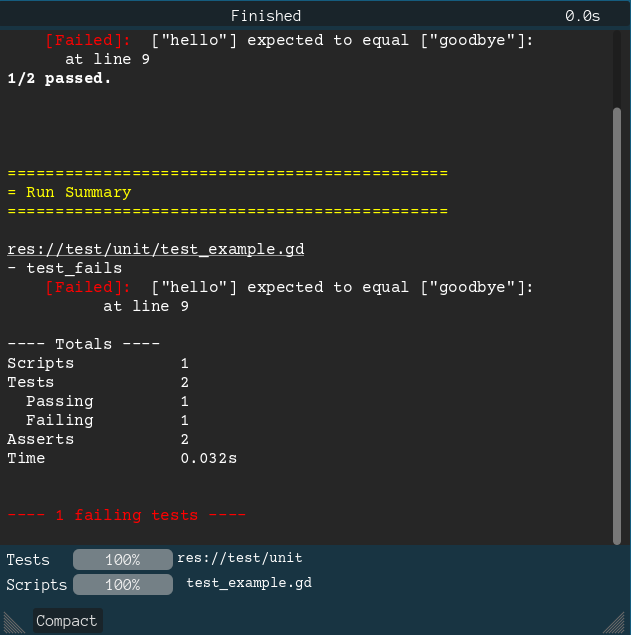 Finished 0.0s
[Failed]:  ["hello"] expected to equal ["goodbye"]:
at line 9
1/2 passed.
==============================================
= Run Summary
==============================================
res://test/unit/test_example.gd
- test_fails
[Failed]:  ["hello"] expected to equal ["goodbye"]:
at line 9
---- Totals ----
Scripts 1
Tests 2
Passing 1
Failing 1
Asserts 2
Time 0.032s
---- 1 failing tests ----
Tests 100% res://test/unit
Scripts 100% test_example.gd
Compact